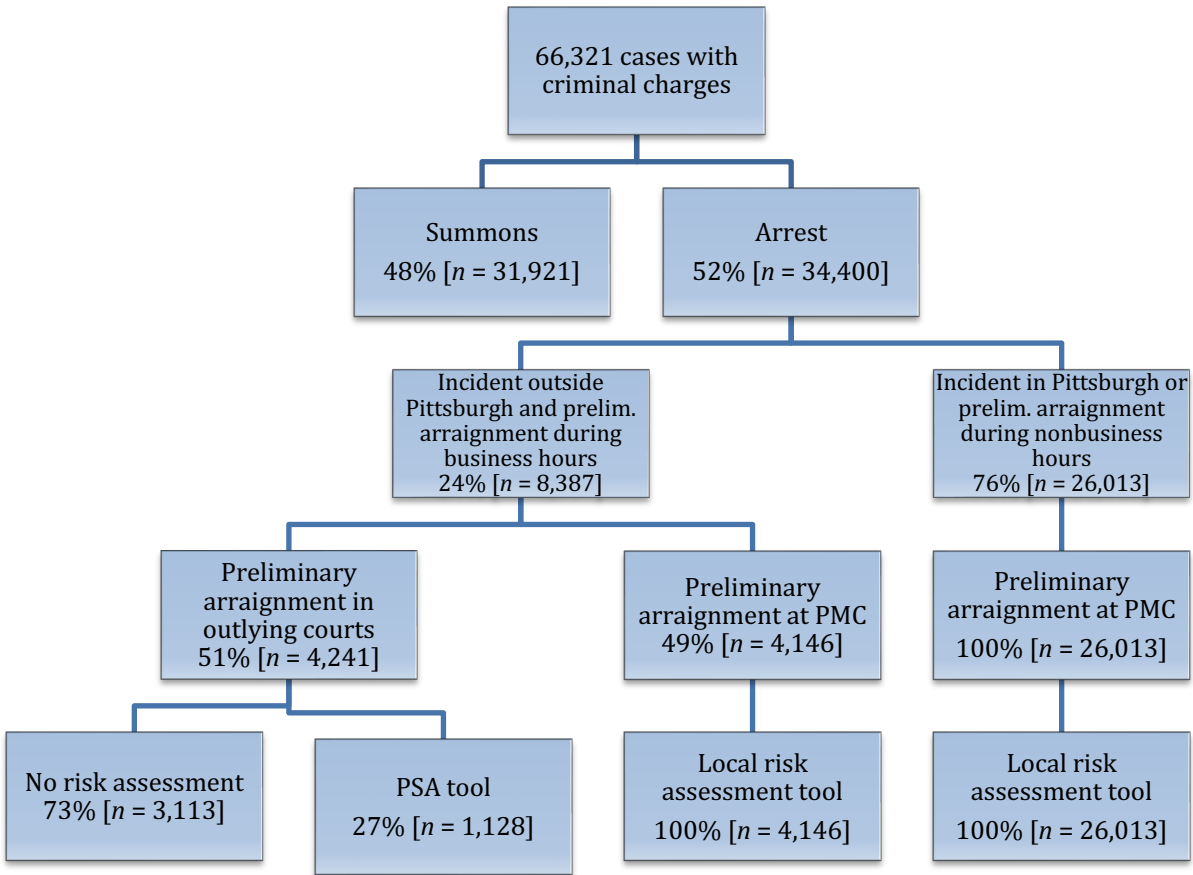 66,321 cases with
criminal charges
Summons
48% [n = 31,921]
Arrest
52% [n = 34,400]
Incident outside
Pittsburgh and prelim.
arraignment during
business hours
24% [n = 8,387]
Incident in Pittsburgh or
prelim. arraignment
during nonbusiness
hours
76% [n = 26,013]
Preliminary
arraignment in
outlying courts
51% [n = 4,241]
Preliminary
arraignment at PMC
49% [n = 4,146]
Preliminary
arraignment at PMC
100% [n = 26,013]
No risk assessment
73% [n = 3,113]
PSA tool
27% [n = 1,128]
Local risk
assessment tool
100% [n = 4,146]
Local risk
assessment tool
100% [n = 26,013]